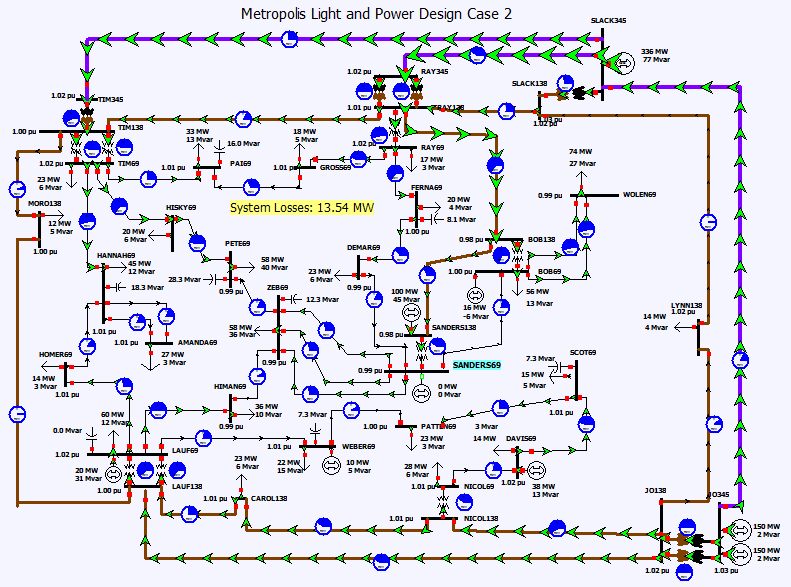 Metropolis Light and Power Design Case 2
SLACK345
336 MW
77 Mvar
1.02 pu
RAY345
SLACK138
1.02 pu
TIM345
1.01 pu
TRAY138
1.03 pu
1.02 pu
1.00 pu
TIM138
33 MW
13 Mvar
16.0 Mvar
18 MW
5 Mvar
1.02 pu
RAY69
74 MW
27 Mvar
1.02 pu
TIM69
1.01 pu
PAI69
1.01 pu
GROSS69
17 MW
3 Mvar
23 MW
6 Mvar
FERNA69
20 MW
4 Mvar
8.1 Mvar
0.99 pu
WOLEN69
MORO138
12 MW
5 Mvar
1.00 pu
System Losses: 13.54 MW
HISKY69
20 MW
6 Mvar
1.00 pu
PETE69
58 MW
40 Mvar
DEMAR69
0.98 pu
BOB138
HANNAH69
45 MW
12 Mvar
18.3 Mvar
28.3 Mvar
0.99 pu
ZEB69
12.3 Mvar
23 MW
6 Mvar
0.99 pu
100 MW
45 Mvar
1.00 pu
BOB69
16 MW
-6 Mvar
56 MW
13 Mvar
LYNN138
1.02 pu
14 MW
4 Mvar
1.01 pu
58 MW
36 Mvar
0.98 pu
SANDERS138
1.01 pu
AMANDA69
27 MW
3 Mvar
HOMER69
14 MW
3 Mvar
1.01 pu
0.99 pu
0.99 pu
SANDERS69
0 MW
0 Mvar
7.3 Mvar
SCOT69
15 MW
5 Mvar
1.01 pu
HIMAN69
36 MW
10 Mvar
0.99 pu
60 MW
12 Mvar
0.0 Mvar
7.3 Mvar
1.00 pu
PATTEN69
23 MW
3 Mvar
3 Mvar
14 MW
DAVIS69
1.02 pu
38 MW
13 Mvar
1.02 pu
LAUF69
20 MW
31 Mvar
1.00 pu
LAUF138
1.01 pu
WEBER69
22 MW
15 Mvar
10 MW
5 Mvar
23 MW
6 Mvar
1.01 pu
CAROL138
28 MW
6 Mvar
1.01 pu
NICOL69
1.01 pu
NICOL138
JO138
JO345
150 MW
2 Mvar
150 MW
2 Mvar
1.02 pu
1.03 pu